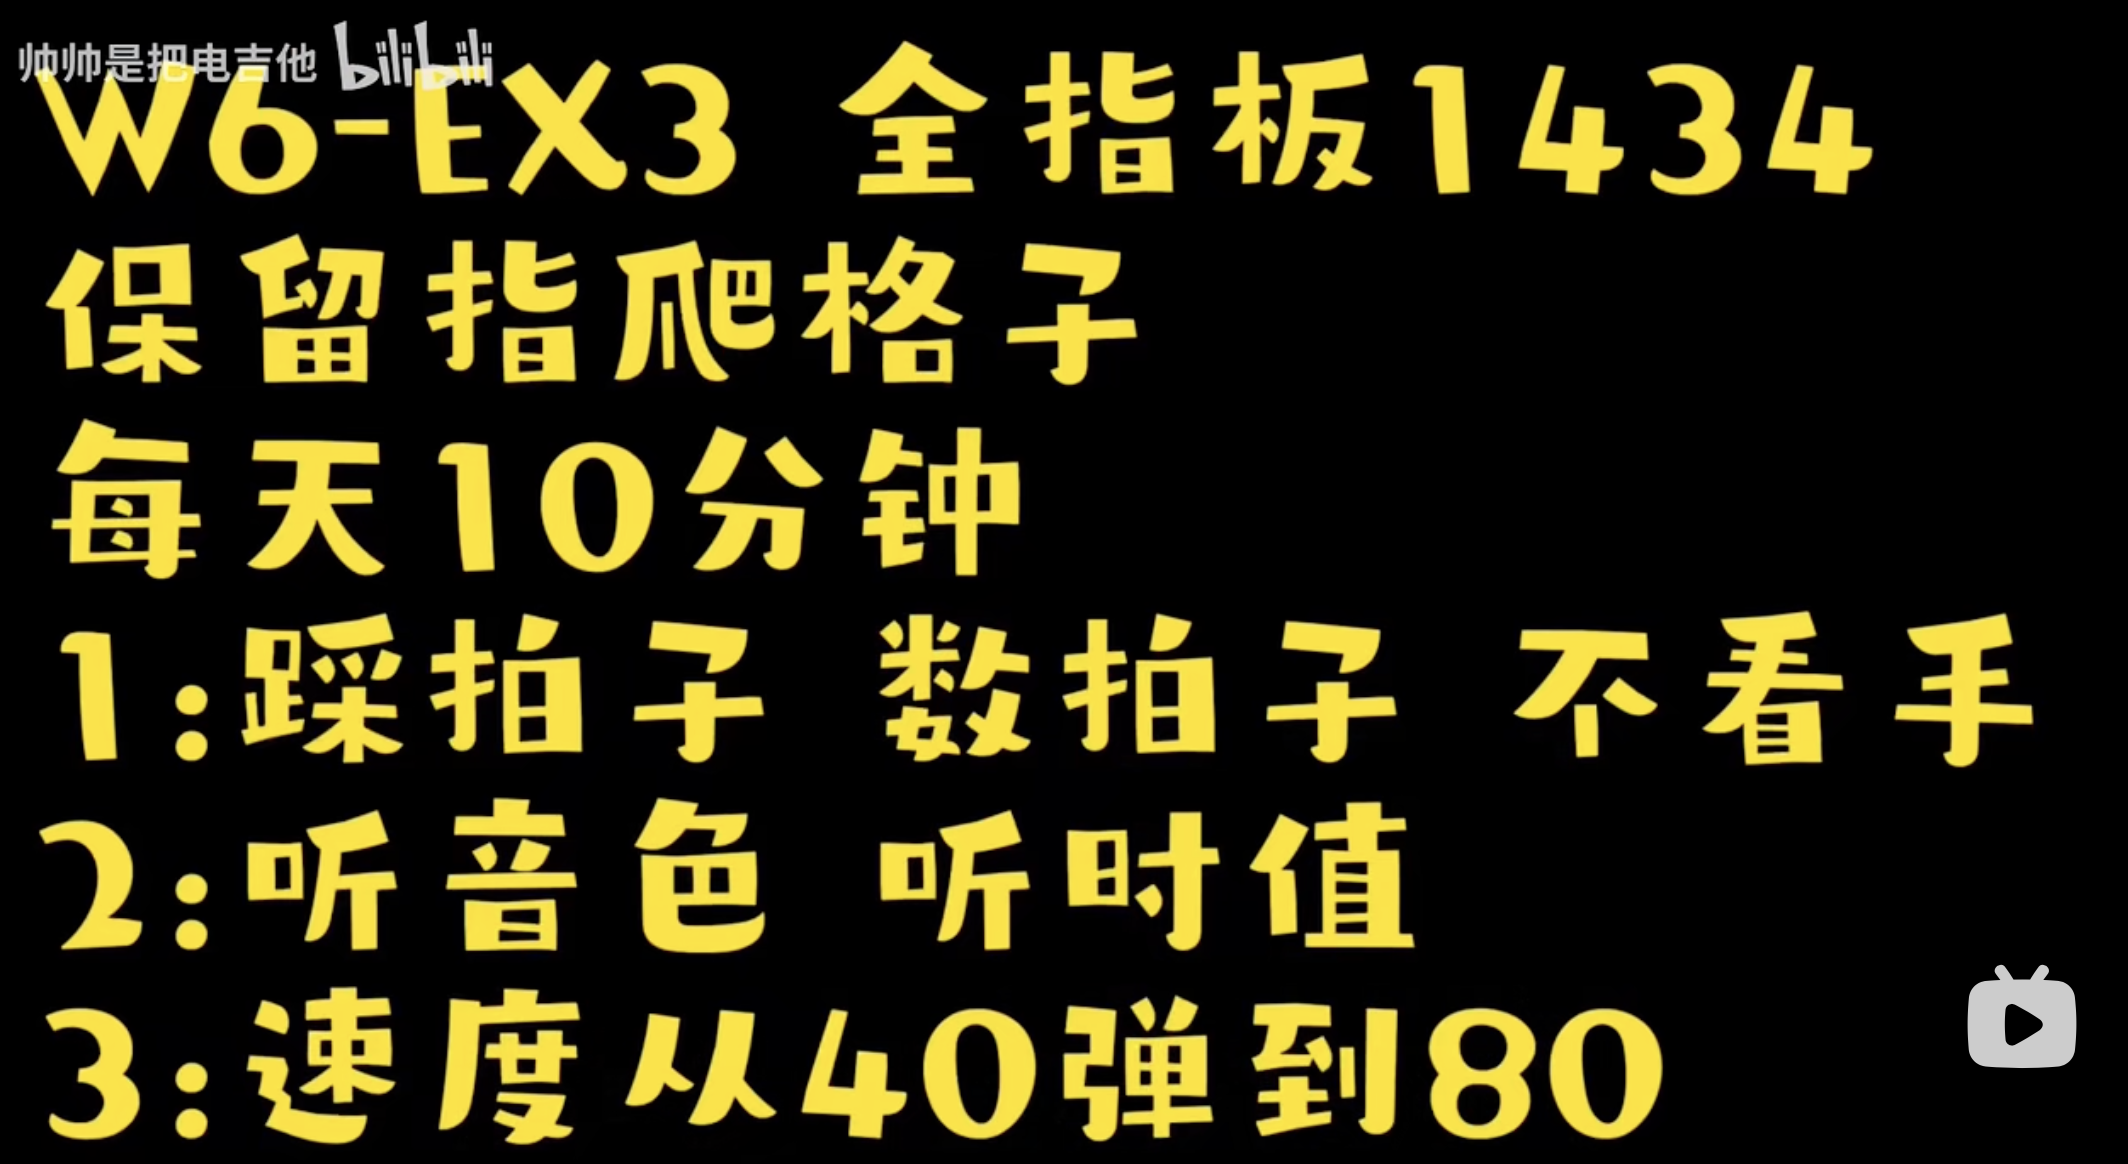 帅帅是把电吉他 bilibili
W6-EX3 全指板1434
保留指爬格子
每天10分钟
1:踩拍子 数拍子 不看手
2:听音色 听时值
3:速度从40弹到80